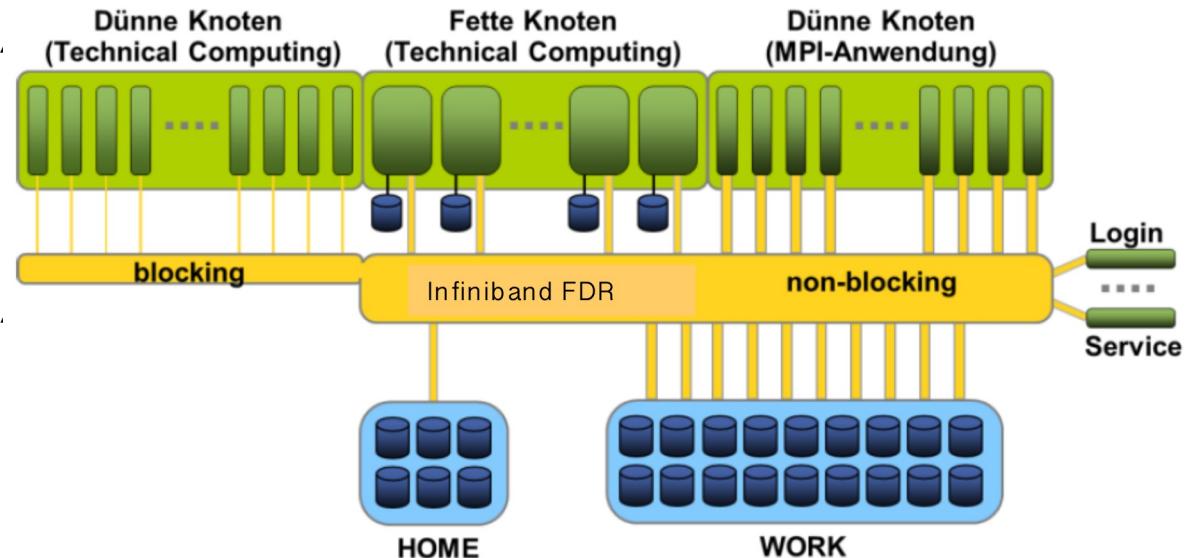 Dünne Knoten
(Technical Computing)
Fette Knoten
(Technical Computing)
Dünne Knoten
(MPI-Anwendung)
Login
blocking
Infiniband FDR
non-blocking
Service
HOME
WORK